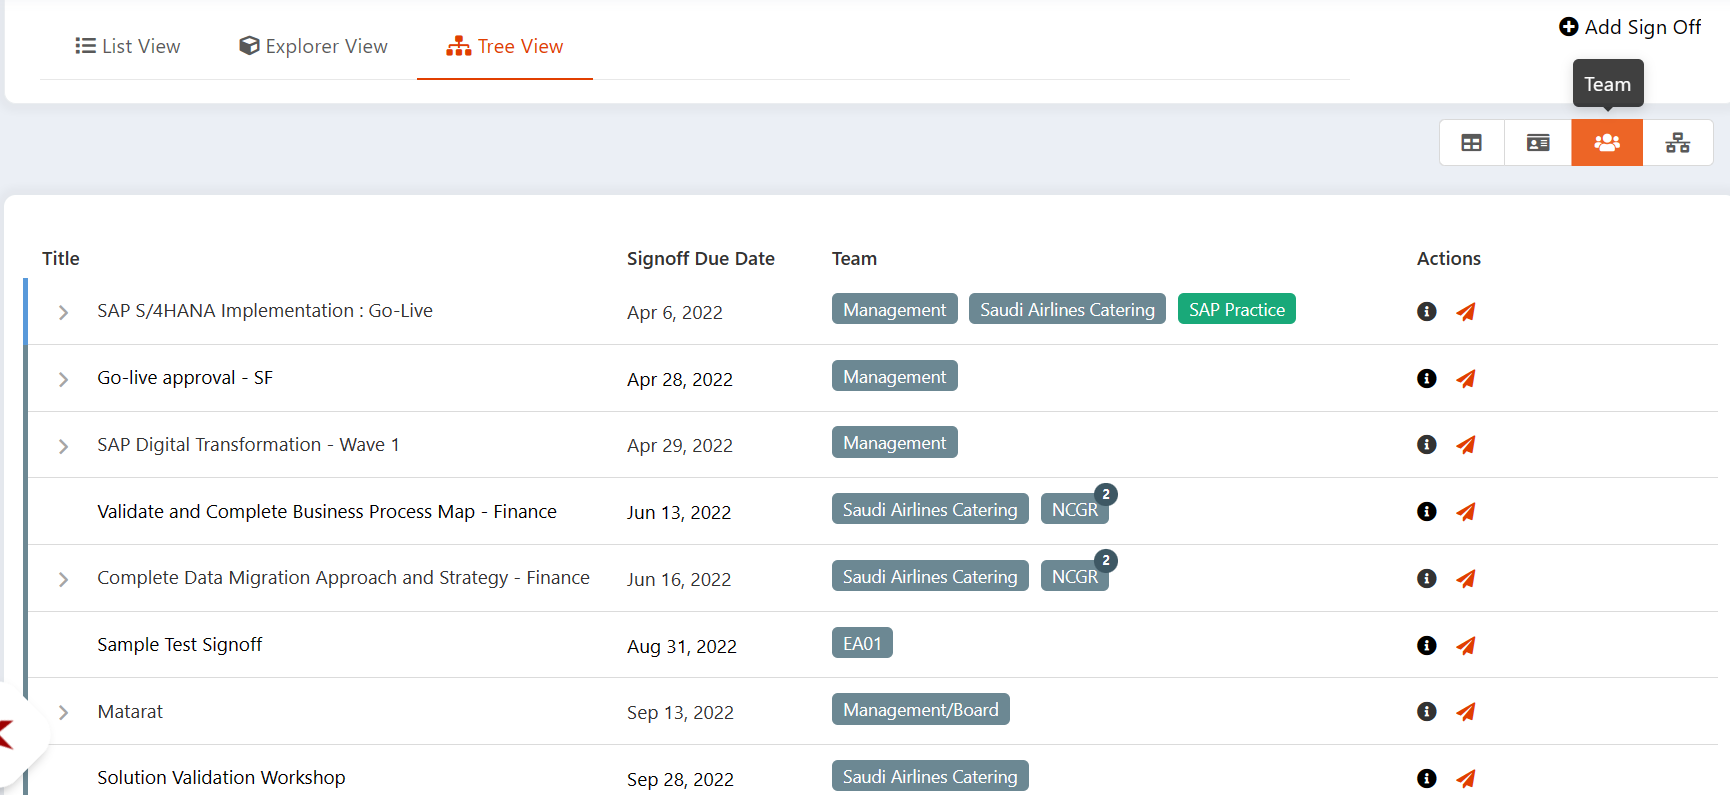 List View Explorer View Tree View Add Sign Off
Team
Title Signoff Due Date Team Actions
SAP S/4HANA Implementation : Go-Live Apr 6, 2022 Management Saudi Airlines Catering SAP Practice
Go-live approval - SF Apr 28, 2022 Management
SAP Digital Transformation - Wave 1 Apr 29, 2022 Management
Validate and Complete Business Process Map - Finance Jun 13, 2022 Saudi Airlines Catering NCGR 2
Complete Data Migration Approach and Strategy - Finance Jun 16, 2022 Saudi Airlines Catering NCGR 2
Sample Test Signoff Aug 31, 2022 EA01
Matarat Sep 13, 2022 Management/Board
Solution Validation Workshop Sep 28, 2022 Saudi Airlines Catering